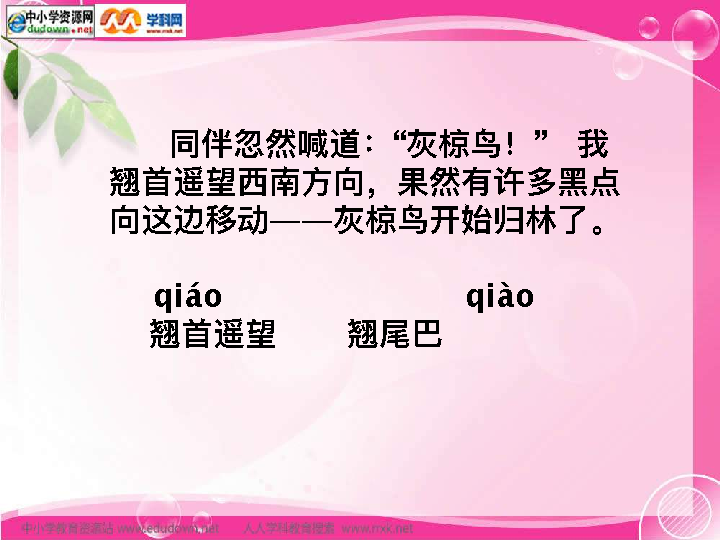 中小学资源网
dudown.net
学科网
www.nxk.net
同伴忽然喊道：“灰椋鸟！” 我
翘首遥望西南方向，果然有许多黑点
向这边移动——灰椋鸟开始归林了。
qiáo qiào
翘首遥望 翘尾巴
中小学教育资源站 www.edudown.net 人人学科教育搜索 www.nxk.net